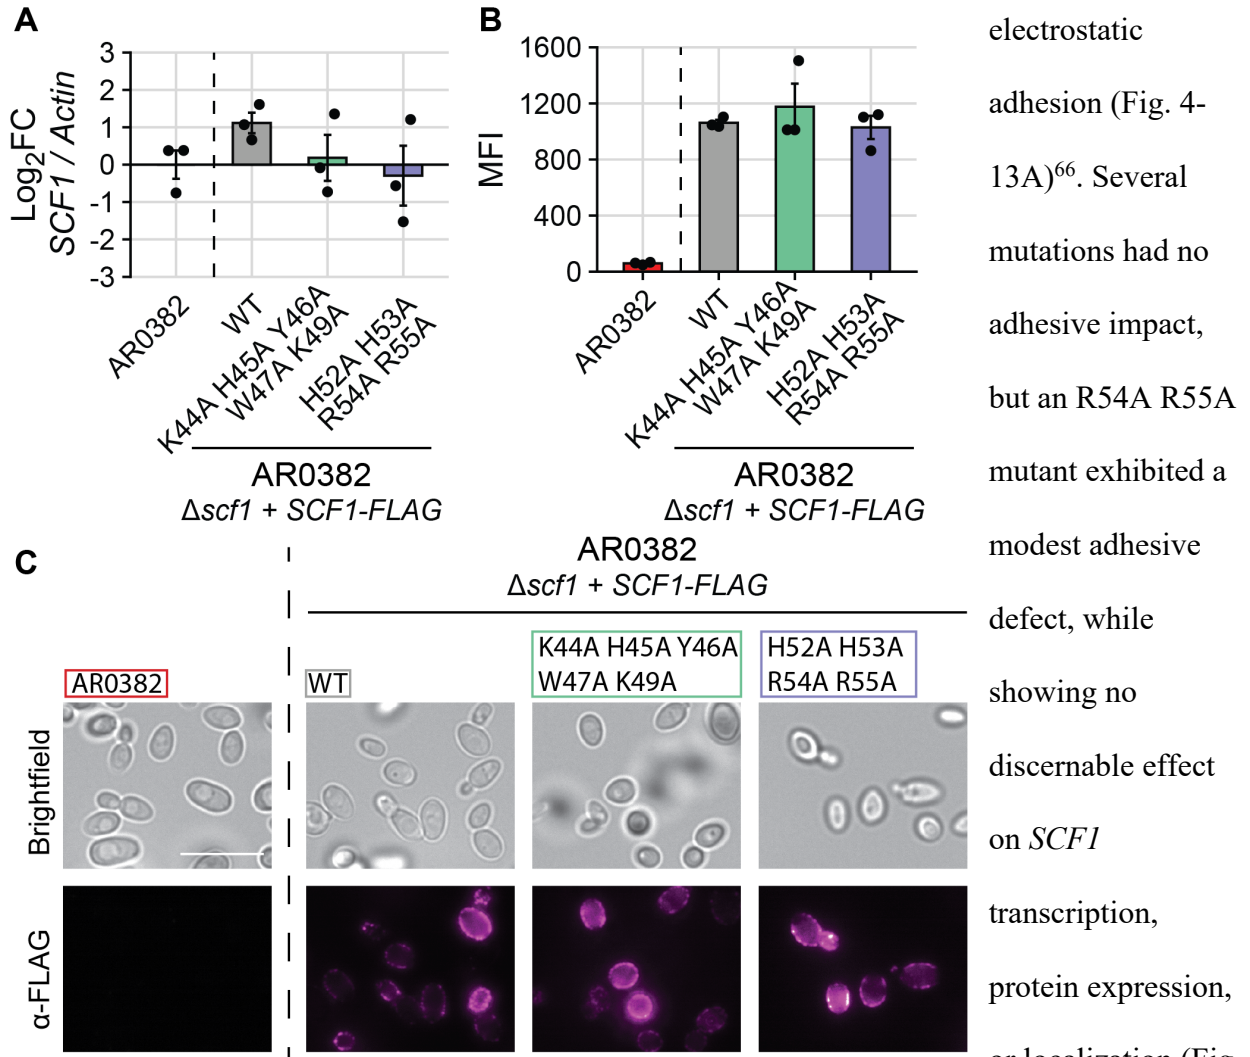 A
Log2FC
SCF1 / Actin
3
2
1
0
-1
-2
-3
AR0382
WT
K44A H45A Y46A
W47A K49A
H52A H53A
R54A R55A
AR0382
Δscf1 + SCF1-FLAG
B
MFI
1600
1200
800
400
0
AR0382
WT
K44A H45A Y46A
W47A K49A
H52A H53A
R54A R55A
AR0382
Δscf1 + SCF1-FLAG
C
AR0382
Δscf1 + SCF1-FLAG
AR0382
WT
K44A H45A Y46A
W47A K49A
H52A H53A
R54A R55A
Brightfield
α-FLAG
electrostatic
adhesion (Fig. 4-
13A)66. Several
mutations had no
adhesive impact,
but an R54A R55A
mutant exhibited a
modest adhesive
defect, while
showing no
discernable effect
on SCF1
transcription,
protein expression,
or localization (Fig